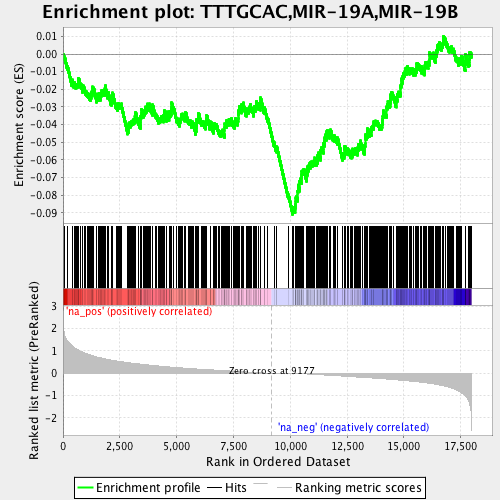 Enrichment plot: TTTGCAC,MIR-19A,MIR-19B
Enrichment score (ES)
0.01
0.00
-0.01
-0.02
-0.03
-0.04
-0.05
-0.06
-0.07
-0.08
-0.09
'na_pos' (positively correlated)
Ranked list metric (PreRanked)
3
2
1
0
-1
-2
Zero cross at 9177
'na_neg' (negatively correlated)
0
2,500
5,000
7,500
10,000
12,500
15,000
17,500
Rank in Ordered Dataset
Enrichment profile
Hits
Ranking metric scores